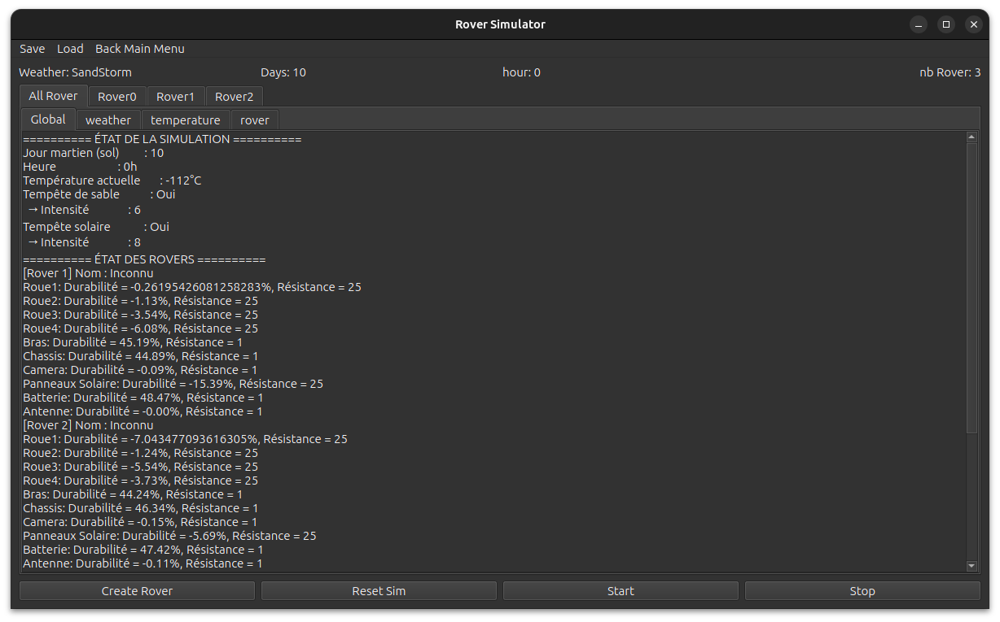 Rover Simulator
Save Load Back Main Menu
Weather: SandStorm Days: 10 hour: 0 nb Rover: 3
All Rover Rover0 Rover1 Rover2
Global weather temperature rover
========== ÉTAT DE LA SIMULATION ==========
Jour martien (sol) : 10
Heure : 0h
Température actuelle : -112°C
Tempête de sable : Oui
→ Intensité : 6
Tempête solaire : Oui
→ Intensité : 8
========== ÉTAT DES ROVERS ==========
[Rover 1] Nom : Inconnu
Roue1: Durabilité = -0.26195426081258283%, Résistance = 25
Roue2: Durabilité = -1.13%, Résistance = 25
Roue3: Durabilité = -3.54%, Résistance = 25
Roue4: Durabilité = -6.08%, Résistance = 25
Bras: Durabilité = 45.19%, Résistance = 1
Chassis: Durabilité = 44.89%, Résistance = 1
Camera: Durabilité = -0.09%, Résistance = 1
Panneaux Solaire: Durabilité = -15.39%, Résistance = 25
Batterie: Durabilité = 48.47%, Résistance = 1
Antenne: Durabilité = -0.00%, Résistance = 1
[Rover 2] Nom : Inconnu
Roue1: Durabilité = -7.043477093616305%, Résistance = 25
Roue2: Durabilité = -1.24%, Résistance = 25
Roue3: Durabilité = -5.54%, Résistance = 25
Roue4: Durabilité = -3.73%, Résistance = 25
Bras: Durabilité = 44.24%, Résistance = 1
Chassis: Durabilité = 46.34%, Résistance = 1
Camera: Durabilité = -0.15%, Résistance = 1
Panneaux Solaire: Durabilité = -5.69%, Résistance = 25
Batterie: Durabilité = 47.42%, Résistance = 1
Antenne: Durabilité = -0.11%, Résistance = 1
Create Rover Reset Sim Start Stop